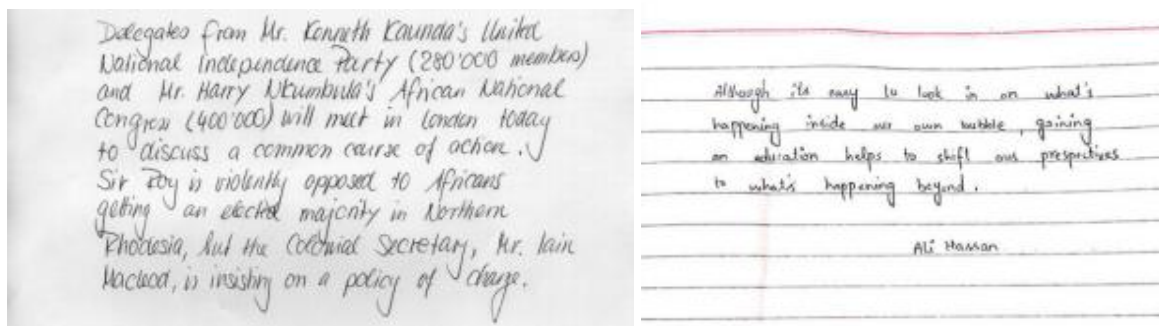 Delegates from Mr. Kenneth Kaunda's United
National Independence Party (280'000 members)
and Mr. Harry Nkumbula's African National
Congress (400'000) will meet in London today
to discuss a common course of action.
Sir Roy is violently opposed to Africans
getting an elected majority in Northern
Rhodesia, but the Colonial Secretary, Mr. Iain
Macleod, is insisting on a policy of change.
Although its easy to look in on what's
happening inside our own bubble, gaining
an education helps to shift our prespectives
to what's happening beyond.
Ali Hassan